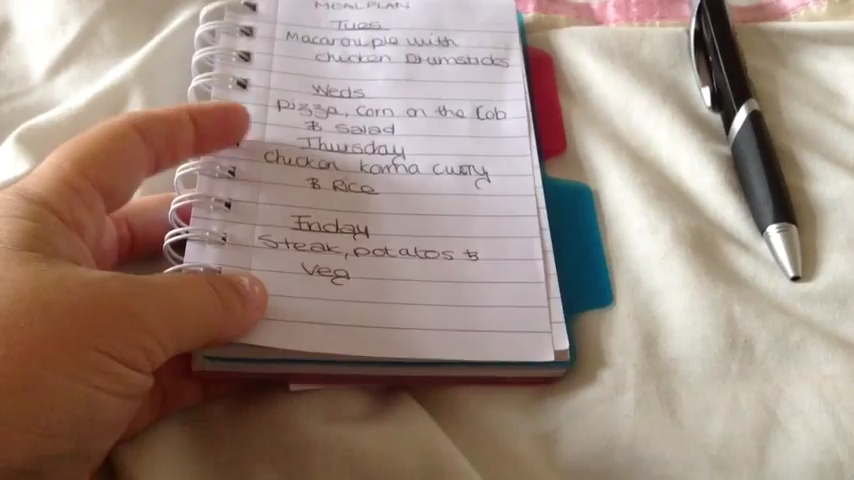 MEALPLAN
Tues
Macaroni pie with
chicken Drumsticks
Weds
Pizza, corn on the Cob
& Salad
Thursday
Chicken korma curry
& Rice
Friday
Steak, potatos &
Veg